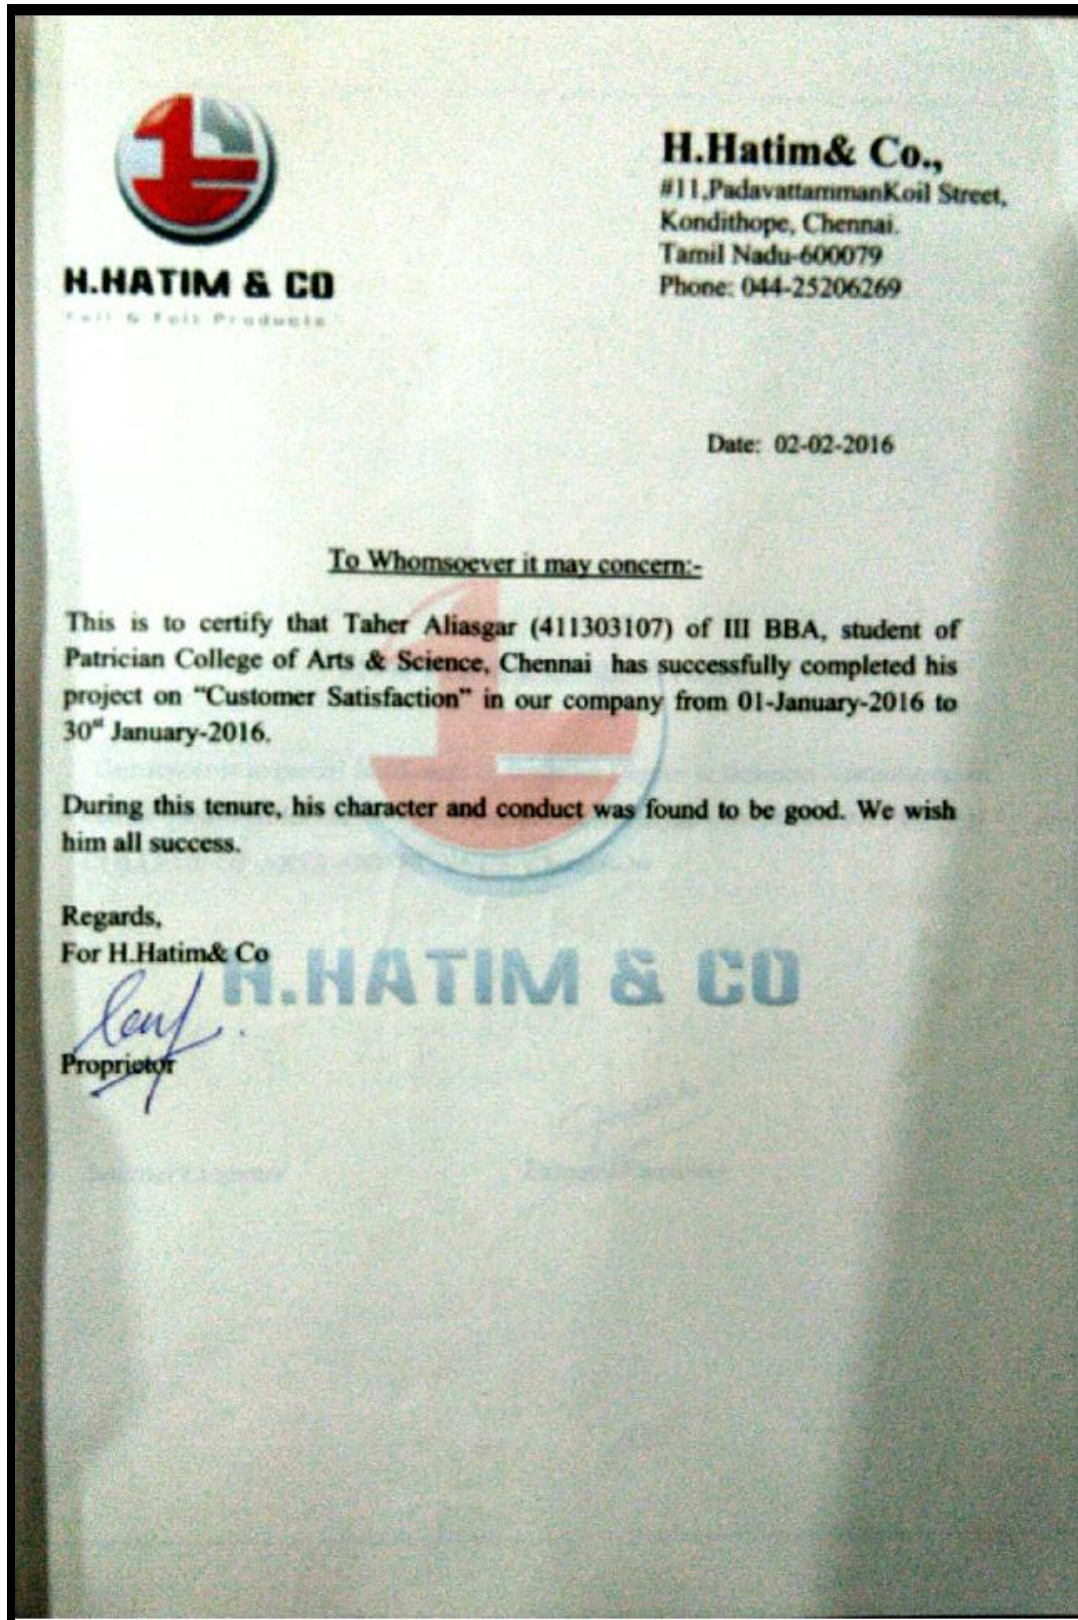 H.HATIM & CO
H.Hatim& Co.,
#11,PadavattammanKoil Street,
Kondithope, Chennai.
Tamil Nadu-600079
Phone: 044-25206269
Date: 02-02-2016
To Whomsoever it may concern:-
This is to certify that Taher Aliasgar (411303107) of III BBA, student of
Patrician College of Arts & Science, Chennai has successfully completed his
project on “Customer Satisfaction” in our company from 01-January-2016 to
30st January-2016.
During this tenure, his character and conduct was found to be good. We wish
him all success.
Regards,
For H.Hatim& Co
H.HATIM & CO
Proprietor